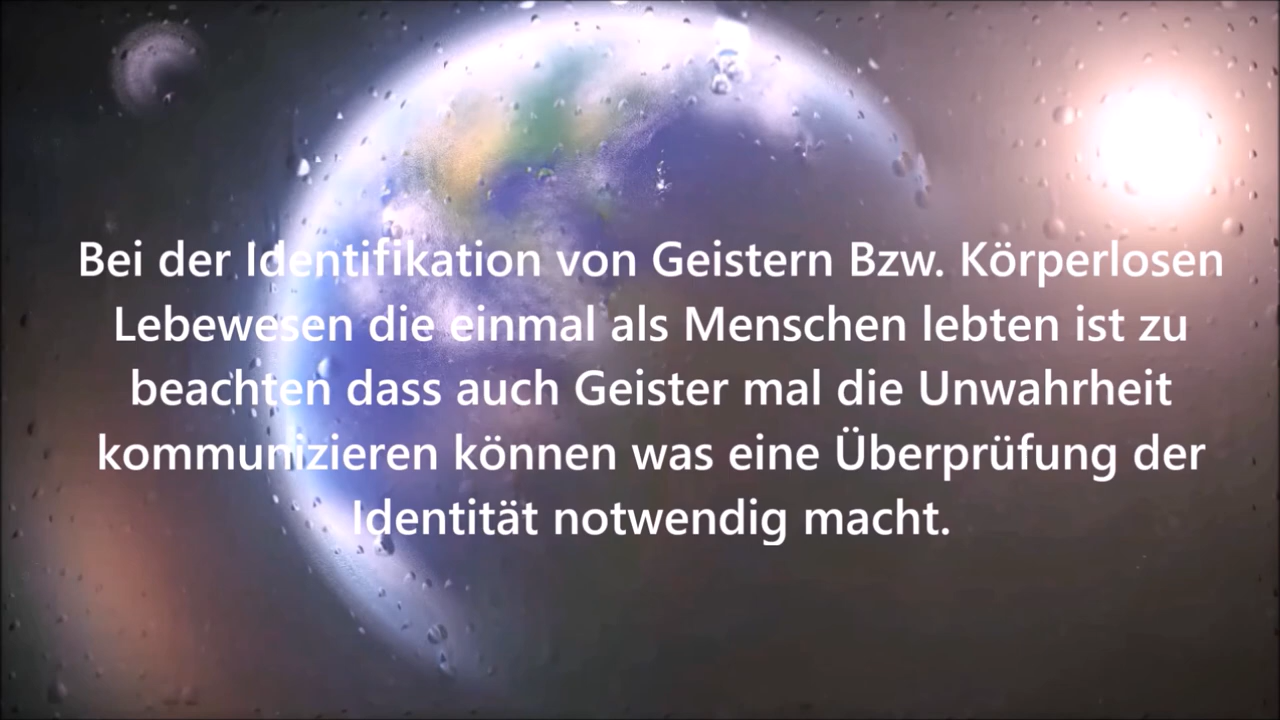 Bei der Identifikation von Geistern Bzw. Körperlosen
Lebewesen die einmal als Menschen lebten ist zu
beachten dass auch Geister mal die Unwahrheit
kommunizieren können was eine Überprüfung der
Identität notwendig macht.